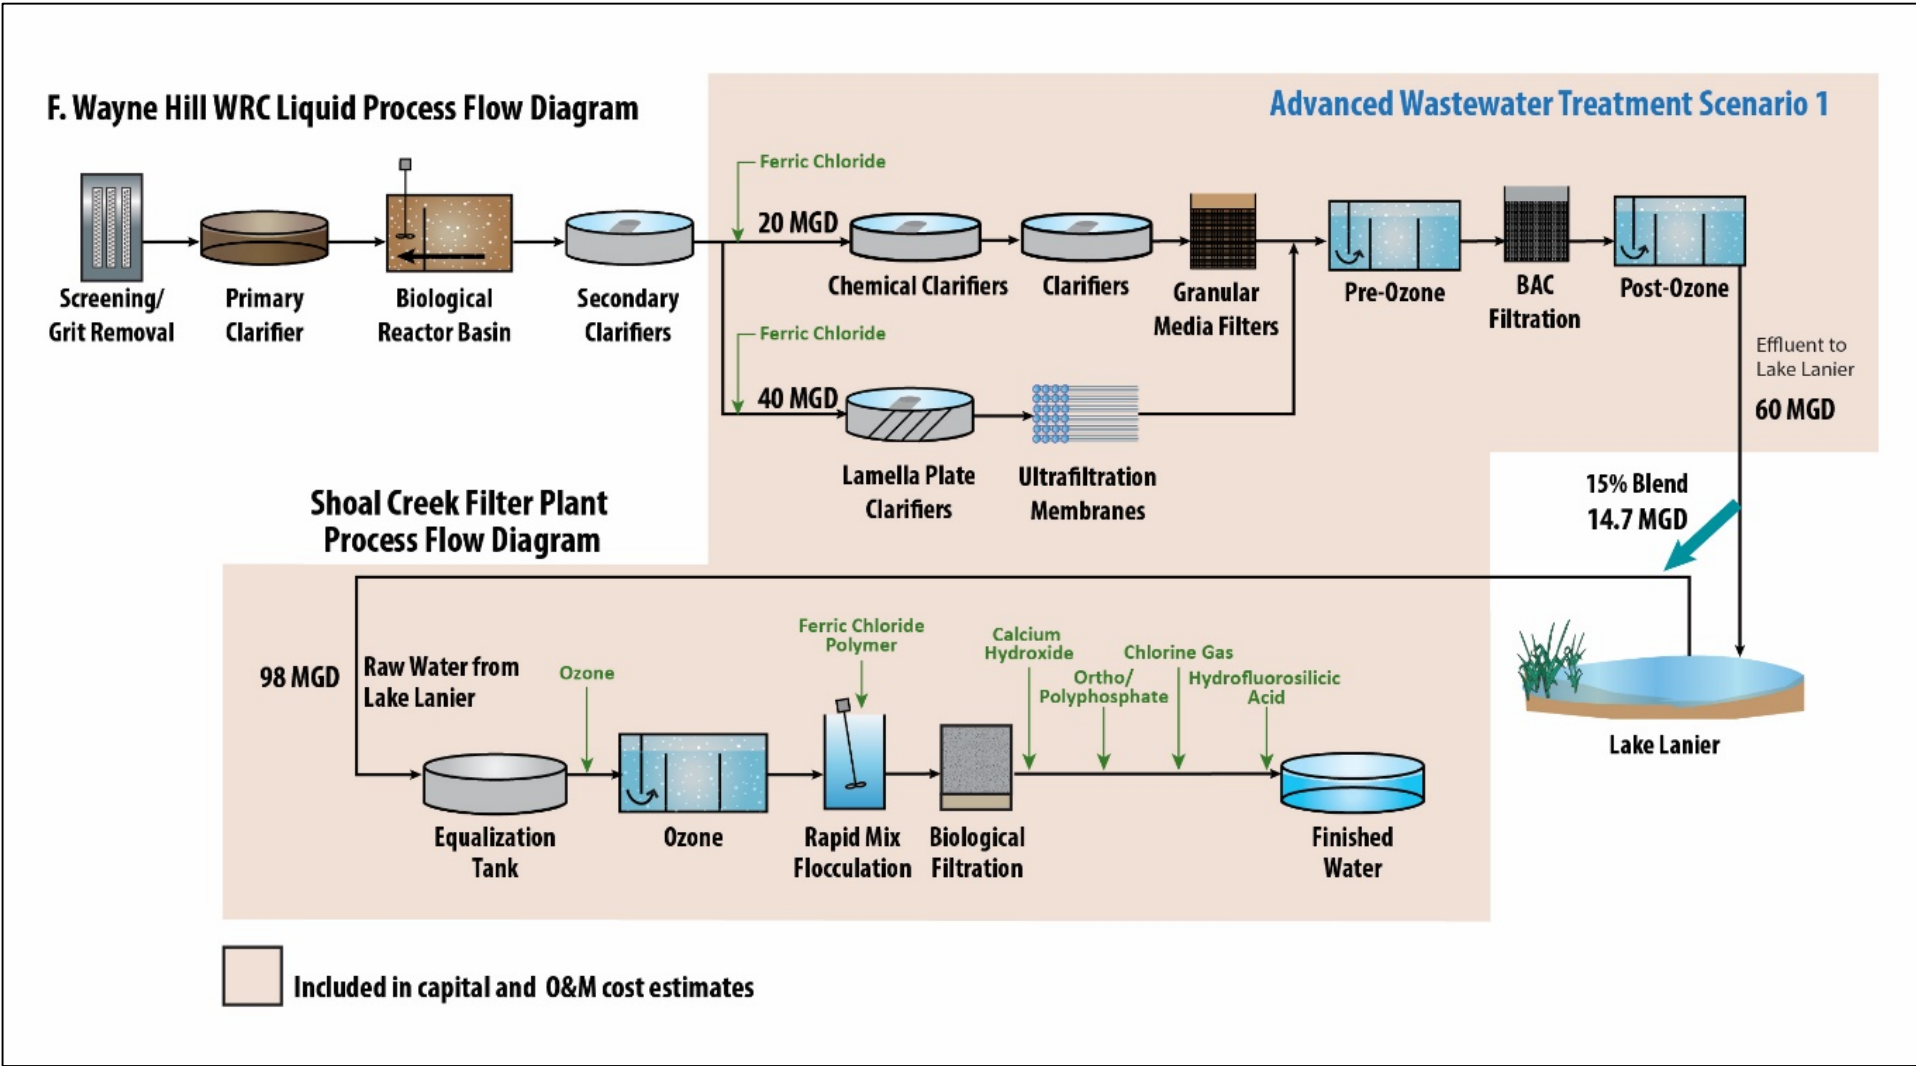 F. Wayne Hill WRC Liquid Process Flow Diagram
Advanced Wastewater Treatment Scenario 1
Screening/
Grit Removal
Primary
Clarifier
Biological
Reactor Basin
Secondary
Clarifiers
Ferric Chloride
20 MGD
Chemical Clarifiers
Clarifiers
Granular
Media Filters
Pre-Ozone
BAC
Filtration
Post-Ozone
Ferric Chloride
40 MGD
Lamella Plate
Clarifiers
Ultrafiltration
Membranes
Effluent to
Lake Lanier
60 MGD
15% Blend
14.7 MGD
Lake Lanier
Shoal Creek Filter Plant
Process Flow Diagram
98 MGD
Raw Water from
Lake Lanier
Equalization
Tank
Ozone
Ozone
Ferric Chloride
Polymer
Rapid Mix
Flocculation
Biological
Filtration
Calcium
Hydroxide
Ortho/
Polyphosphate
Chlorine Gas
Hydrofluorosilicic
Acid
Finished
Water
Included in capital and O&M cost estimates